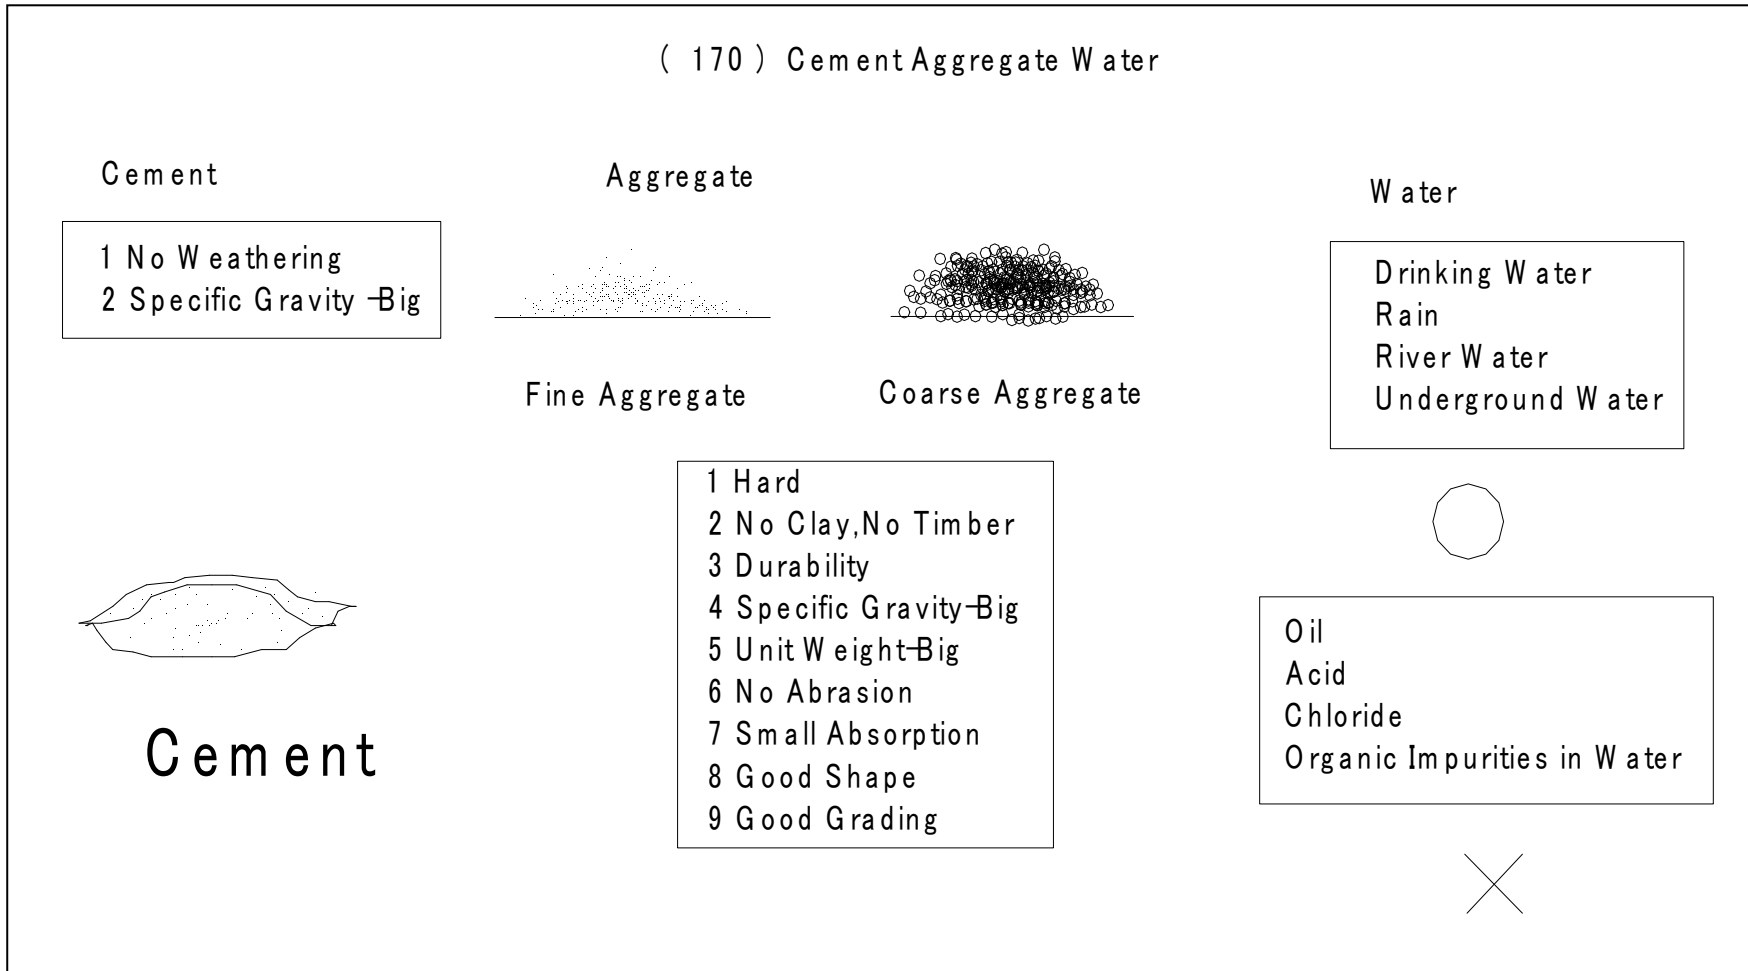 ( 170 ) Cement Aggregate Water
Cement
1 No Weathering
2 Specific Gravity-Big
Aggregate
Fine Aggregate
Coarse Aggregate
1 Hard
2 No Clay,No Timber
3 Durability
4 Specific Gravity-Big
5 Unit Weight-Big
6 No Abrasion
7 Small Absorption
8 Good Shape
9 Good Grading
Water
Drinking Water
Rain
River Water
Underground Water
Oil
Acid
Chloride
Organic Impurities in Water
Cement